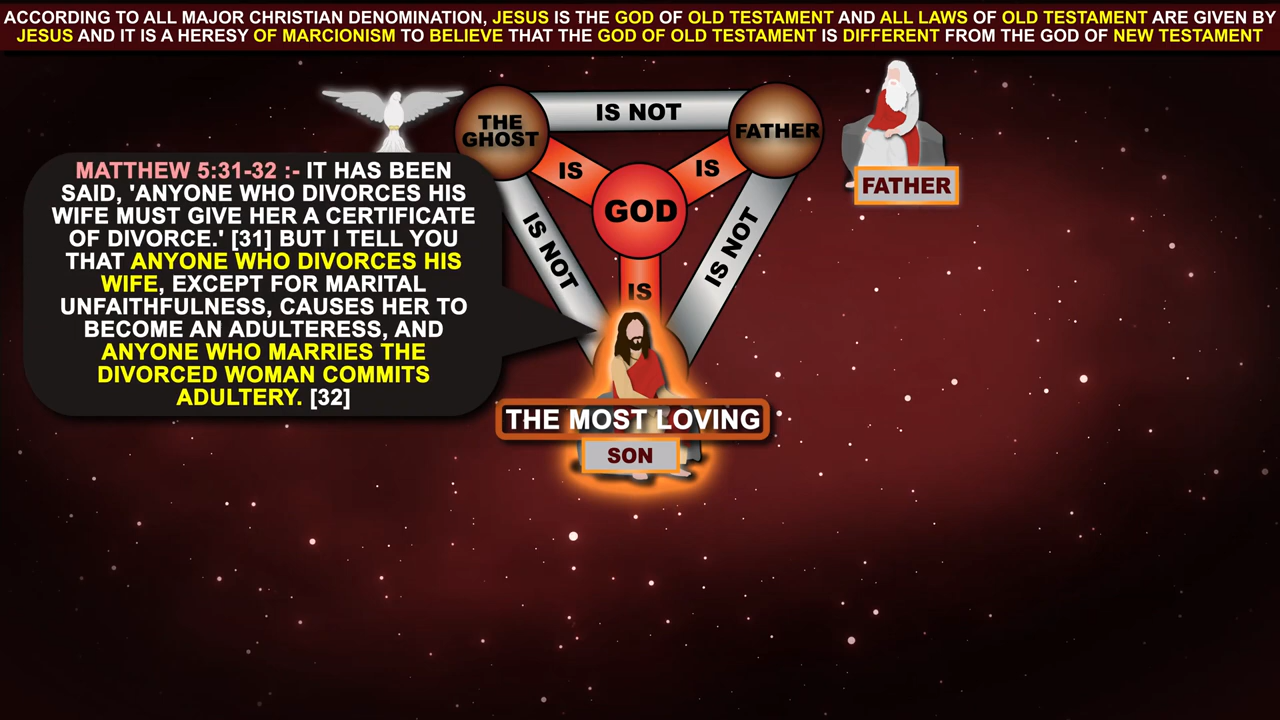 ACCORDING TO ALL MAJOR CHRISTIAN DENOMINATION, JESUS IS THE GOD OF OLD TESTAMENT AND ALL LAWS OF OLD TESTAMENT ARE GIVEN BY
JESUS AND IT IS A HERESY OF MARCIONISM TO BELIEVE THAT THE GOD OF OLD TESTAMENT IS DIFFERENT FROM THE GOD OF NEW TESTAMENT
THE
GHOST
IS NOT
FATHER
IS
IS
GOD
IS NOT
IS NOT
IS
FATHER
MATTHEW 5:31-32 :- IT HAS BEEN
SAID, 'ANYONE WHO DIVORCES HIS
WIFE MUST GIVE HER A CERTIFICATE
OF DIVORCE.' [31] BUT I TELL YOU
THAT ANYONE WHO DIVORCES HIS
WIFE, EXCEPT FOR MARITAL
UNFAITHFULNESS, CAUSES HER TO
BECOME AN ADULTERESS, AND
ANYONE WHO MARRIES THE
DIVORCED WOMAN COMMITS
ADULTERY. [32]
THE MOST LOVING
SON